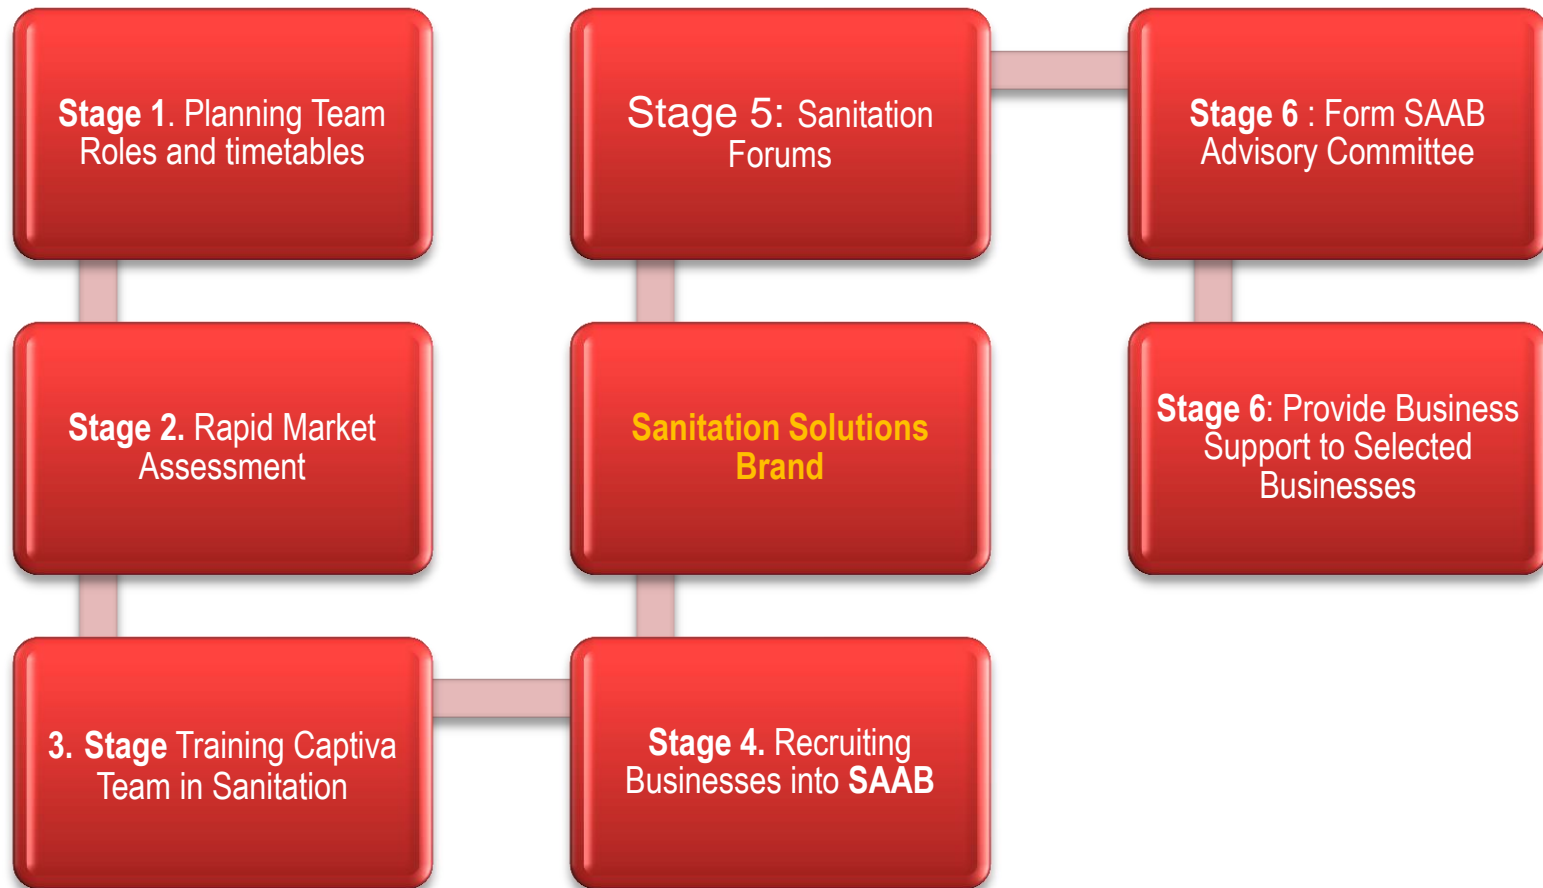 Stage 1. Planning Team
Roles and timetables
Stage 2. Rapid Market
Assessment
3. Stage Training Captiva
Team in Sanitation
Stage 4. Recruiting
Businesses into SAAB
Sanitation Solutions
Brand
Stage 5: Sanitation
Forums
Stage 6 : Form SAAB
Advisory Committee
Stage 6: Provide Business
Support to Selected
Businesses